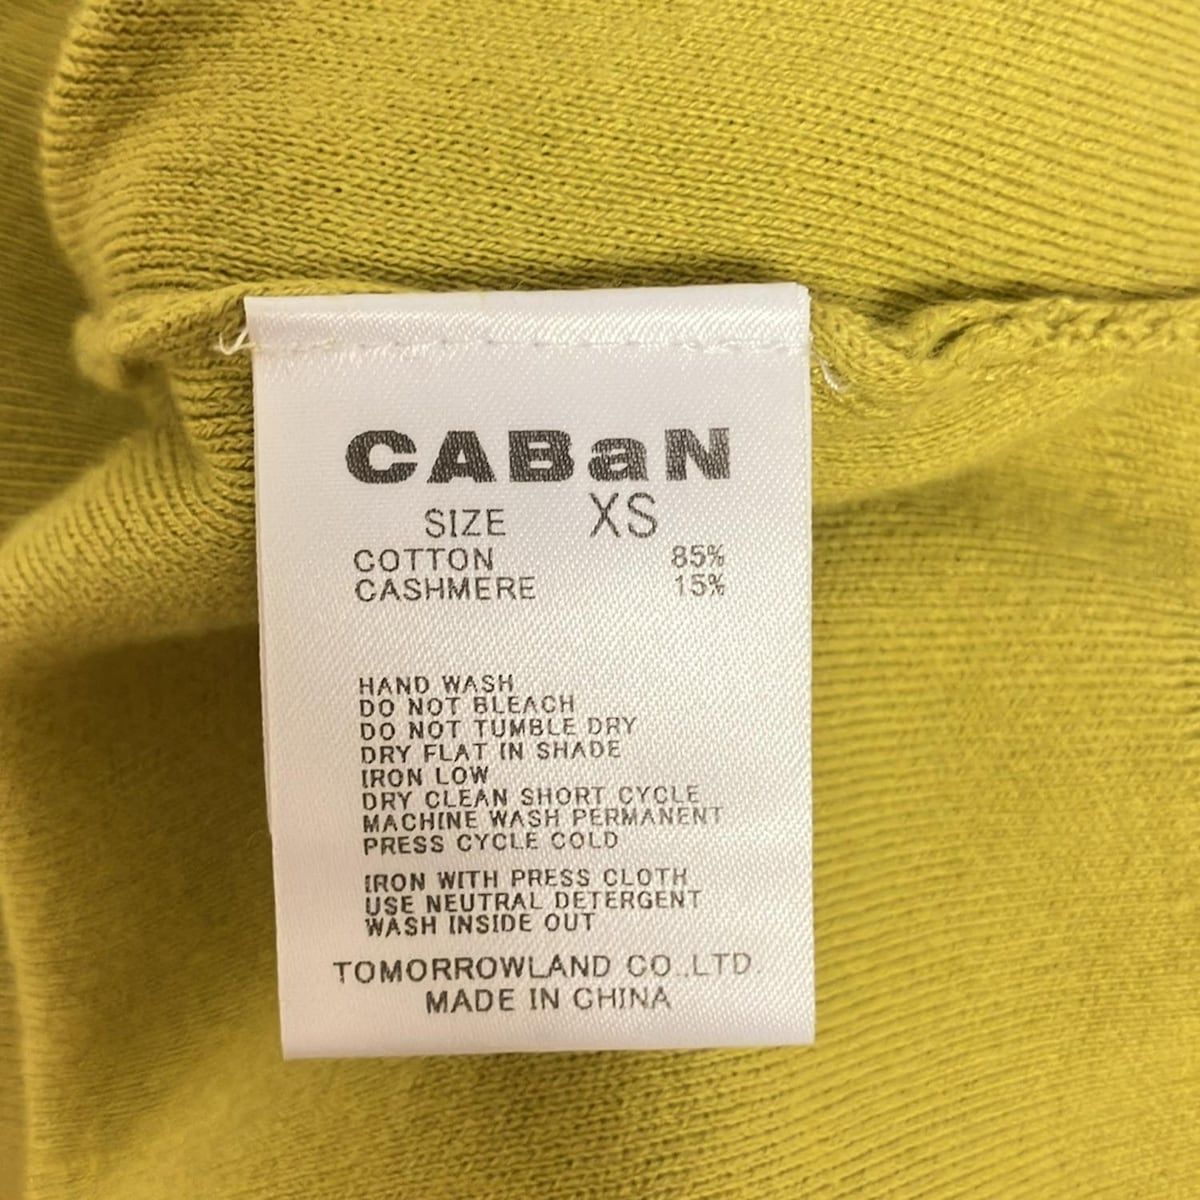 CABaN
SIZE XS
COTTON 85%
CASHMERE 15%
HAND WASH
DO NOT BLEACH
DO NOT TUMBLE DRY
DRY FLAT IN SHADE
IRON LOW
DRY CLEAN SHORT CYCLE
MACHINE WASH PERMANENT
PRESS CYCLE COLD
IRON WITH PRESS CLOTH
USE NEUTRAL DETERGENT
WASH INSIDE OUT
TOMORROWLAND CO.,LTD.
MADE IN CHINA